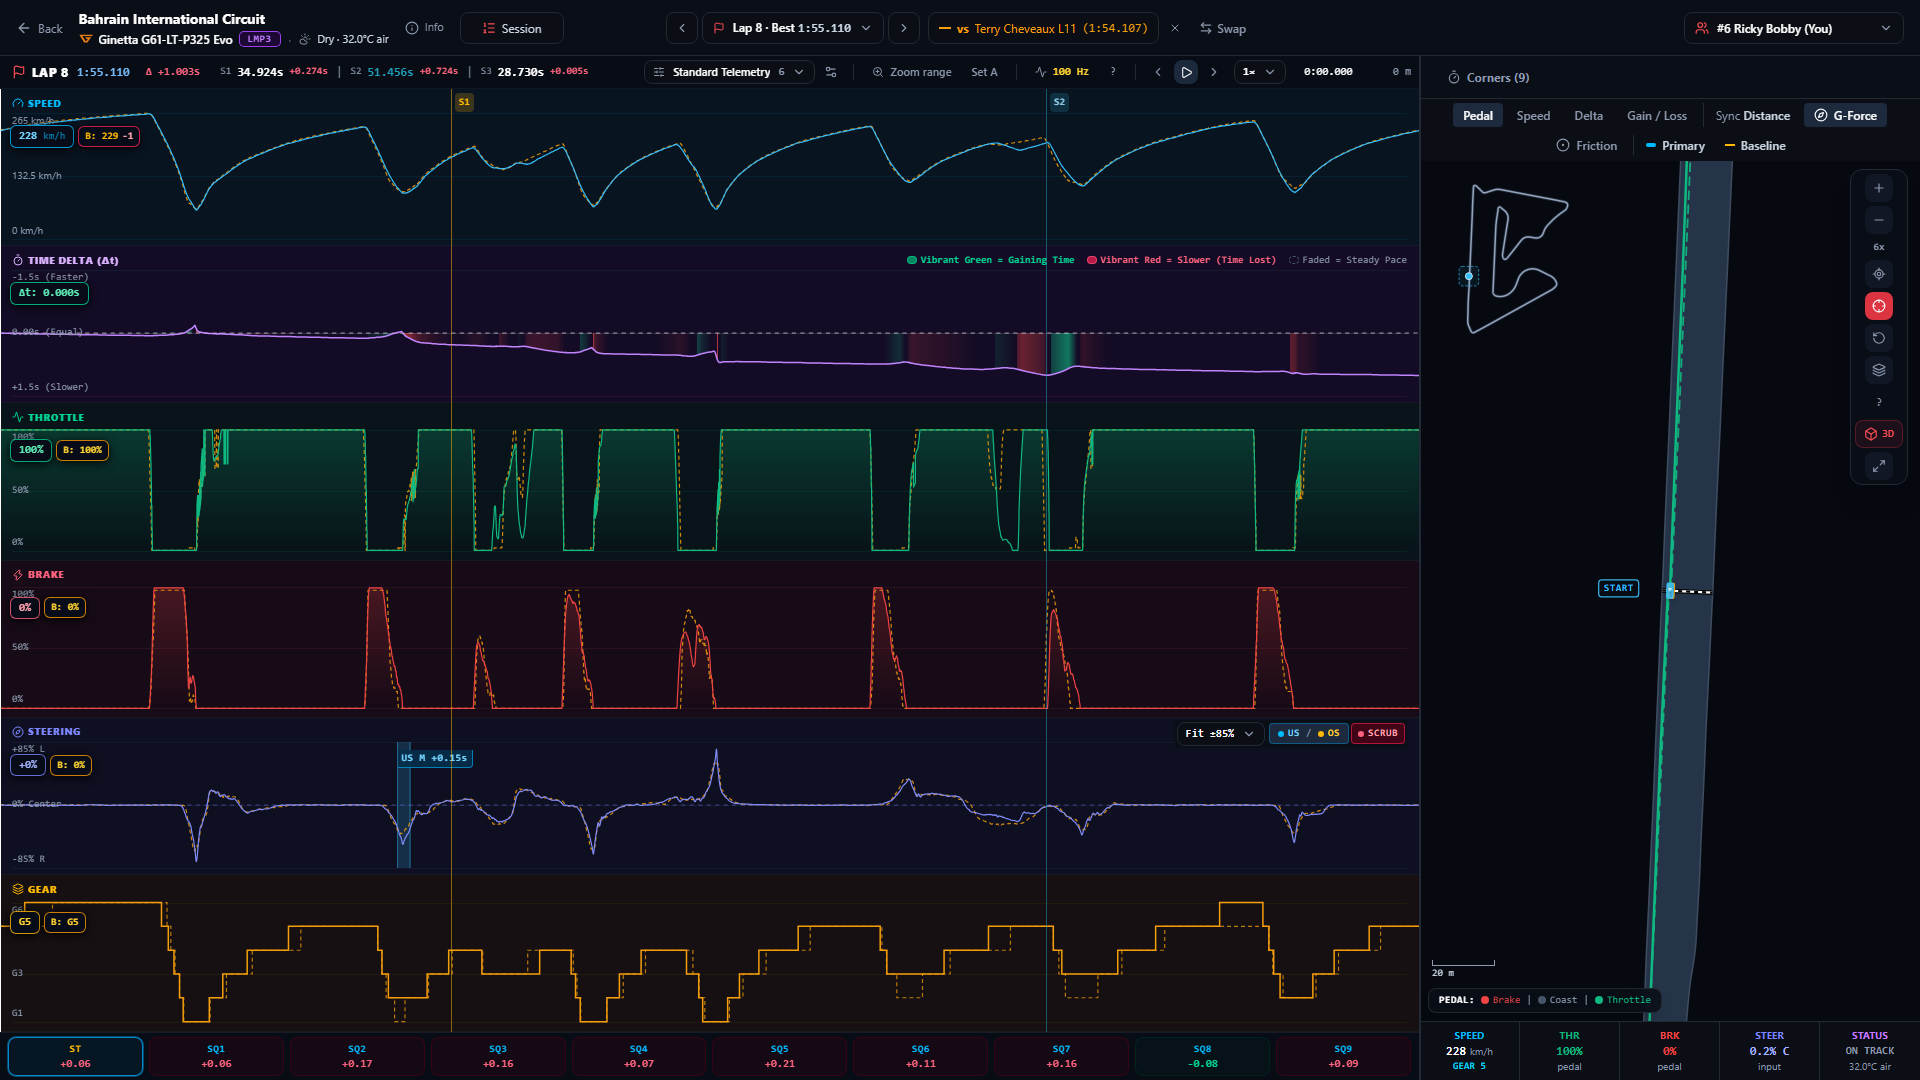 Back
Bahrain International Circuit
Ginetta G61-LT-P325 Evo LMP3 · Dry · 32.0°C air
Info
Session
Lap 8 · Best 1:55.110
vs Terry Cheveaux L11 (1:54.107)
Swap
#6 Ricky Bobby (You)
LAP 8 1:55.110 Δ +1.003s S1 34.924s +0.274s | S2 51.456s +0.724s | S3 28.730s +0.005s
Standard Telemetry 6
Zoom range
Set A
100 Hz
?
1×
0:00.000
0 m
SPEED
S1
S2
265 km/h
228 km/h
B: 229 -1
132.5 km/h
0 km/h
TIME DELTA (Δt)
Vibrant Green = Gaining Time
Vibrant Red = Slower (Time Lost)
Faded = Steady Pace
-1.5s (Faster)
Δt: 0.000s
0.00s (Equal)
+1.5s (Slower)
THROTTLE
100%
100%
B: 100%
50%
0%
BRAKE
100%
0%
B: 0%
50%
0%
STEERING
Fit ±85%
US / OS
SCRUB
+85% L
+0%
B: 0%
US M +0.15s
0% Center
-85% R
GEAR
G6
G5
B: G5
G3
G1
ST
+0.06
SQ1
+0.06
SQ2
+0.17
SQ3
+0.16
SQ4
+0.07
SQ5
+0.21
SQ6
+0.11
SQ7
+0.16
SQ8
-0.08
SQ9
+0.09
Corners (9)
Pedal
Speed
Delta
Gain / Loss
Sync Distance
G-Force
Friction
Primary
Baseline
6x
?
3D
START
20 m
PEDAL: Brake | Coast | Throttle
SPEED
228 km/h
GEAR 5
THR
100%
pedal
BRK
0%
pedal
STEER
0.2% C
input
STATUS
ON TRACK
32.0°C air